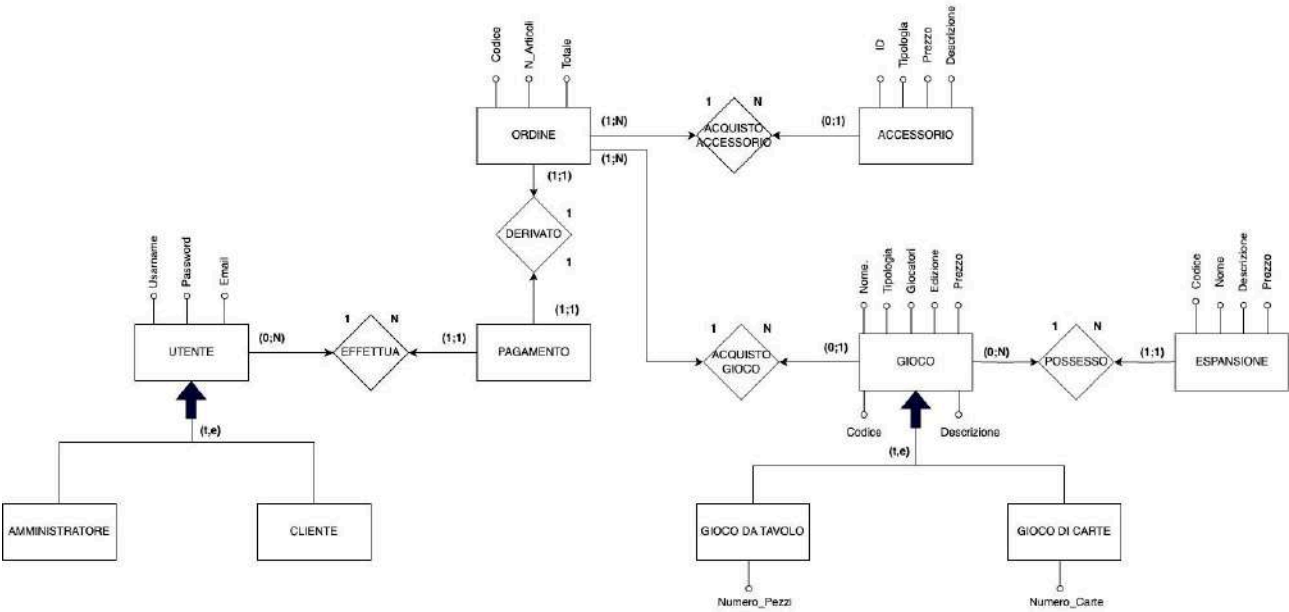 Codice
N_Articoli
Totale
ID
Tipologia
Prezzo
Descrizione
ORDINE
(1;N)
1
N
ACQUISTO
ACCESSORIO
(0;1)
ACCESSORIO
(1;N)
(1;1)
1
DERIVATO
1
(1;1)
Usarname
Password
Email
UTENTE
(0;N)
1
N
EFFETTUA
(1;1)
PAGAMENTO
1
N
ACQUISTO
GIOCO
(0;1)
Nome.
Tipologia
Giocatori
Edizione
Prezzo
GIOCO
(0;N)
1
N
POSSESSO
(1;1)
Codice
Nome
Descrizione
Prezzo
ESPANSIONE
Codice
Descrizione
(t,e)
(t,e)
AMMINISTRATORE
CLIENTE
GIOCO DA TAVOLO
GIOCO DI CARTE
Numero_Pezzi
Numero_Carte